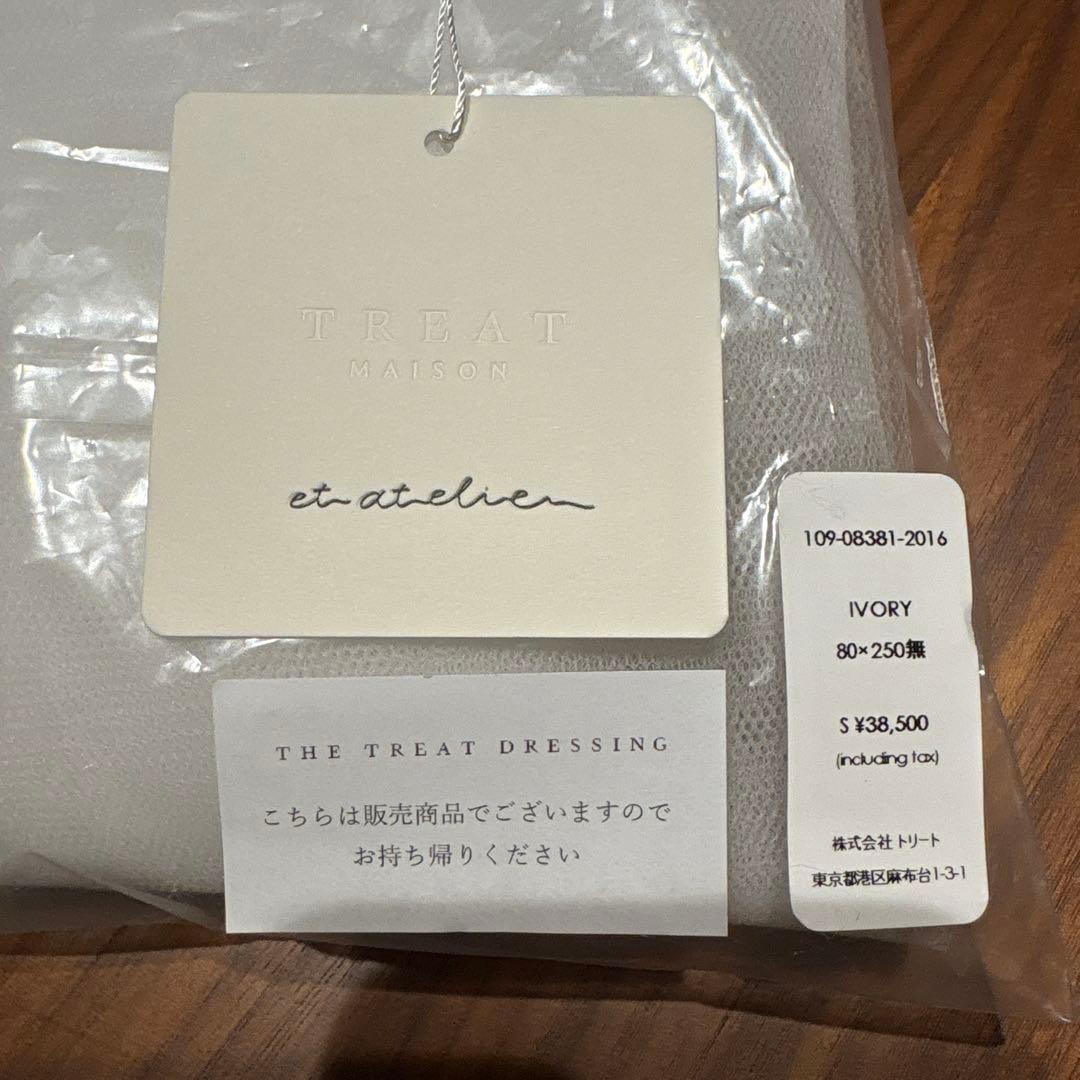 TREAT
MAISON
et atelier
THE TREAT DRESSING
こちらは販売商品でございますので
お持ち帰りください
109-08381-2016
IVORY
80×250無
S ¥38,500
(including tax)
株式会社トリート
東京都港区麻布台1-3-1